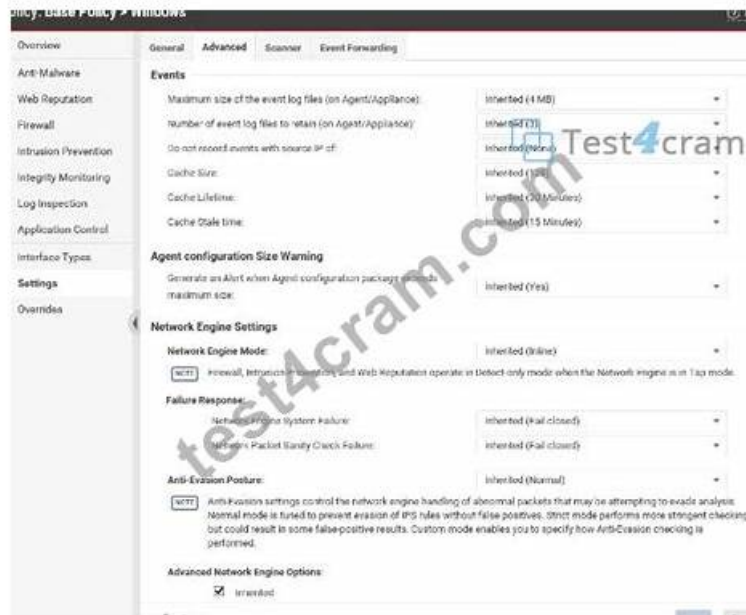 Policy: Base Policy > Windows
Overview
Anti-Malware
Web Reputation
Firewall
Intrusion Prevention
Integrity Monitoring
Log Inspection
Application Control
Interface Types
Settings
Overrides
General Advanced Scanner Event Forwarding
Events
Maximum size of the event log files (on Agent/Appliance): Inherited (4 MB)
Number of event log files to retain (on Agent/Appliance): Inherited
Do not record events with source IP of: Inherited (None)
Cache Size: Inherited (128)
Cache Lifetime: Inherited (30 Minutes)
Cache Stale time: Inherited (15 Minutes)
Agent configuration Size Warning
Generate an Alert when Agent configuration package exceeds
maximum size: Inherited (Yes)
Network Engine Settings
Network Engine Mode: Inherited (Inline)
NOTE Firewall, Intrusion Prevention, and Web Reputation operate in Detect-only mode when the Network Engine is in Tap mode.
Failure Response:
Network Engine System Failure: Inherited (Fail closed)
Network Packet Sanity Check Failure: Inherited (Fail closed)
Anti-Evasion Posture: Inherited (Normal)
NOTE Anti-Evasion settings control the network engine handling of abnormal packets that may be attempting to evade analysis.
Normal mode is tuned to prevent evasion of IPS rules without false positives. Strict mode performs more stringent checking
but could result in some false-positive results. Custom mode enables you to specify how Anti-Evasion checking is
performed.
Advanced Network Engine Options:
Inherited
Test4cram
test4cram.com